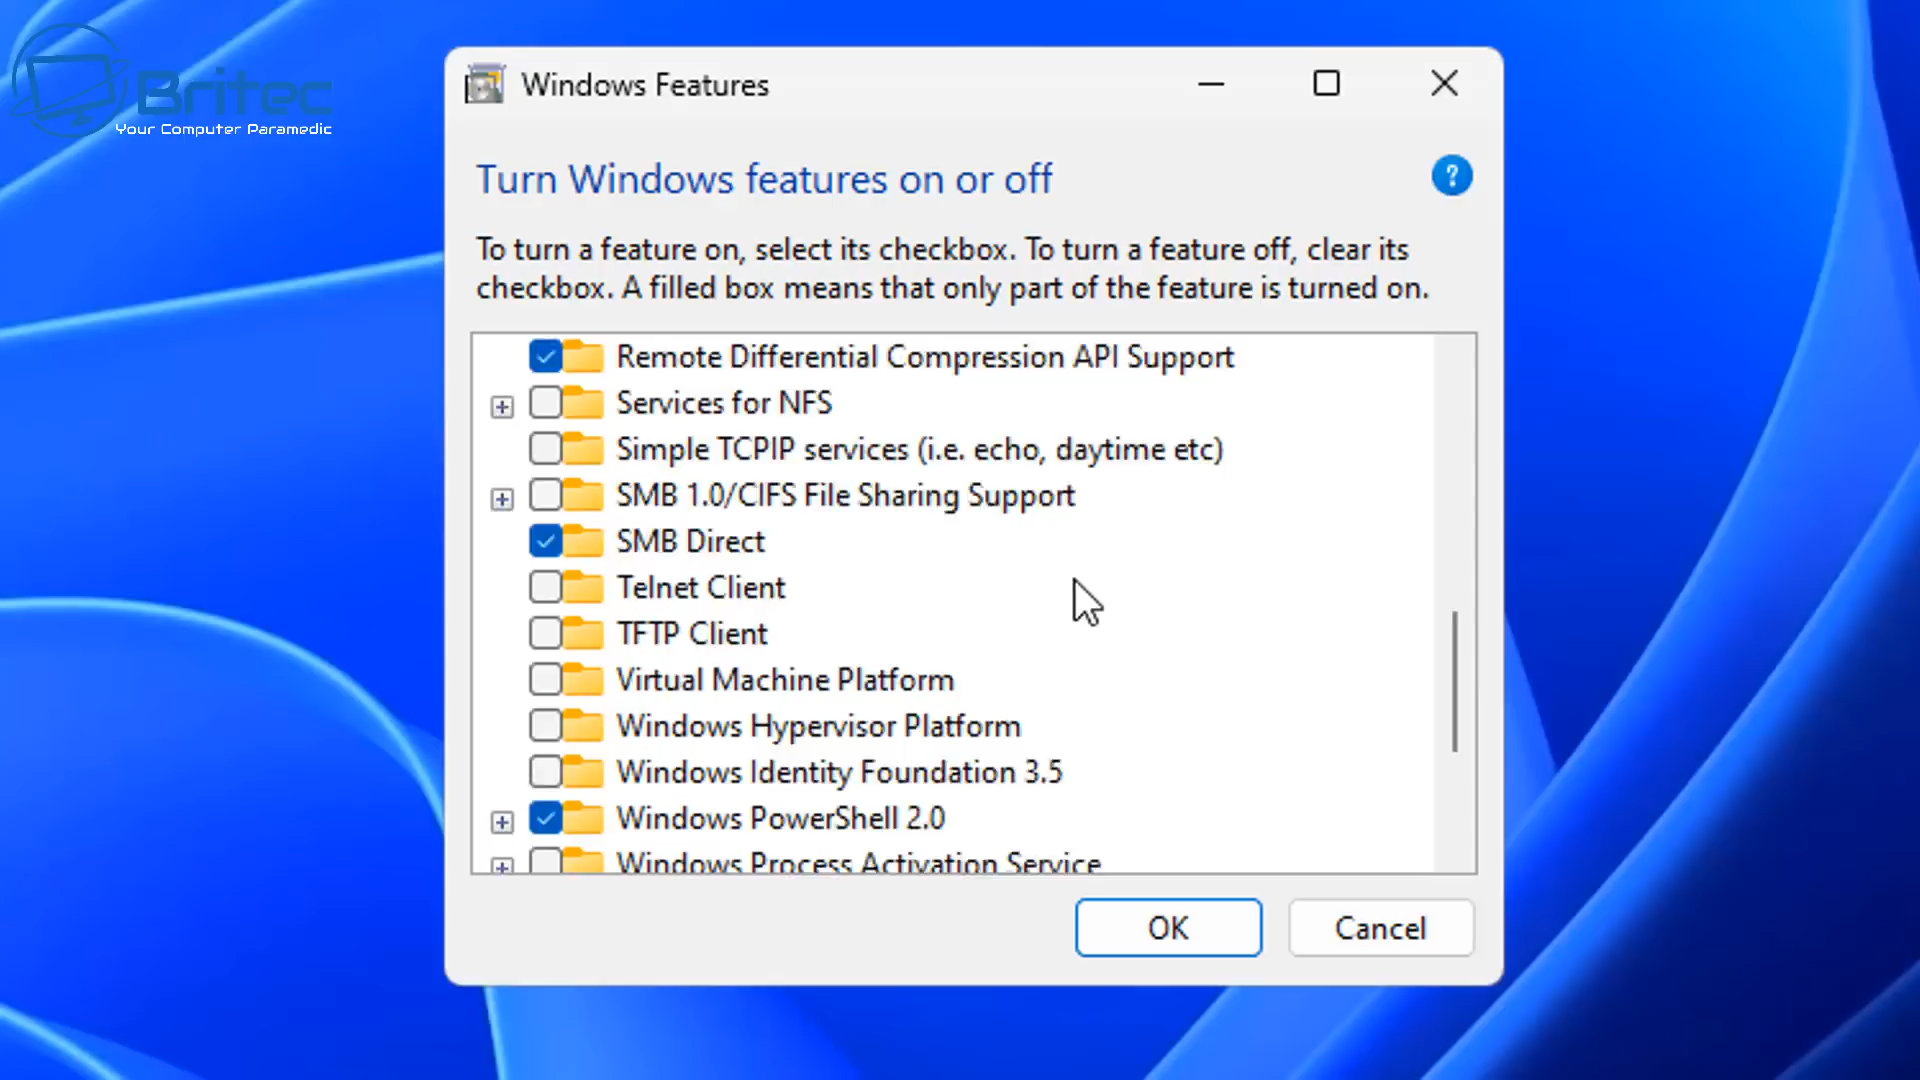 Britec
Your Computer Paramedic
Windows Features
Turn Windows features on or off
?
To turn a feature on, select its checkbox. To turn a feature off, clear its
checkbox. A filled box means that only part of the feature is turned on.
Remote Differential Compression API Support
Services for NFS
Simple TCPIP services (i.e. echo, daytime etc)
SMB 1.0/CIFS File Sharing Support
SMB Direct
Telnet Client
TFTP Client
Virtual Machine Platform
Windows Hypervisor Platform
Windows Identity Foundation 3.5
Windows PowerShell 2.0
Windows Process Activation Service
OK
Cancel